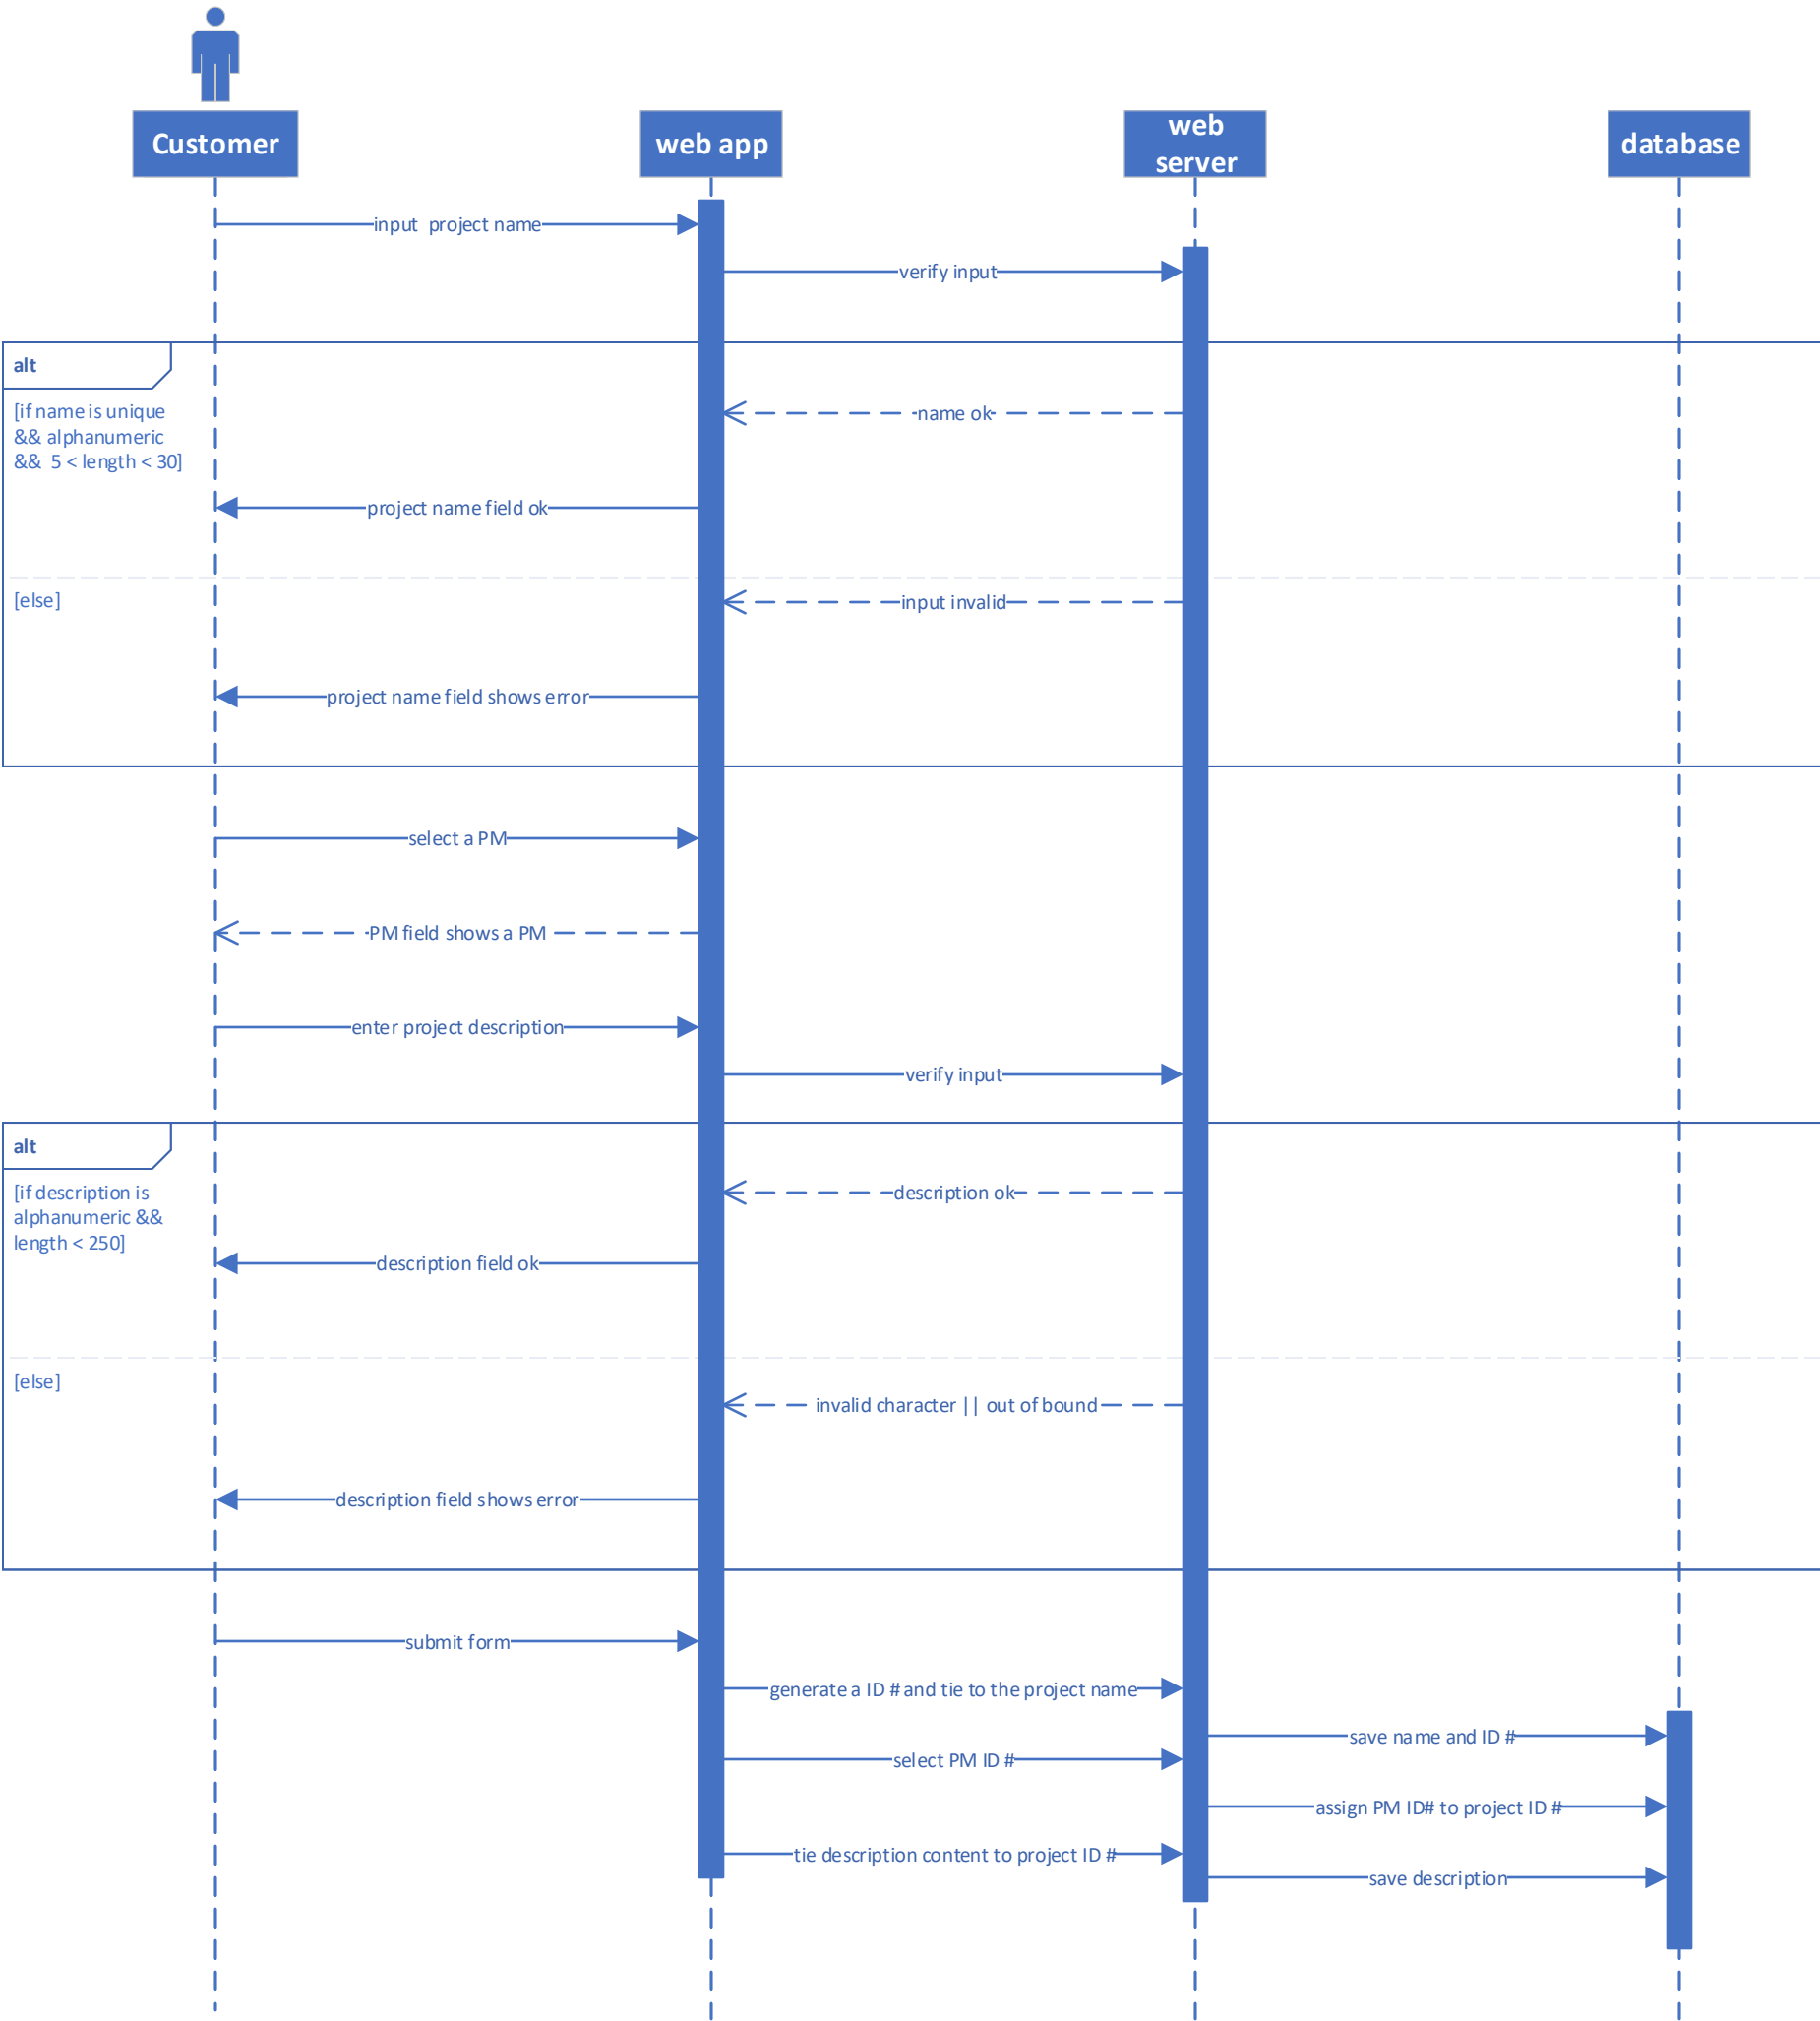 Customer
web app
web
server
database
input  project name
verify input
alt
[if name is unique
&& alphanumeric
&&  5 < length < 30]
name ok
project name field ok
[else]
input invalid
project name field shows error
select a PM
PM field shows a PM
enter project description
verify input
alt
[if description is
alphanumeric &&
length < 250]
description ok
description field ok
[else]
invalid character || out of bound
description field shows error
submit form
generate a ID # and tie to the project name
save name and ID #
select PM ID #
assign PM ID# to project ID #
tie description content to project ID #
save description